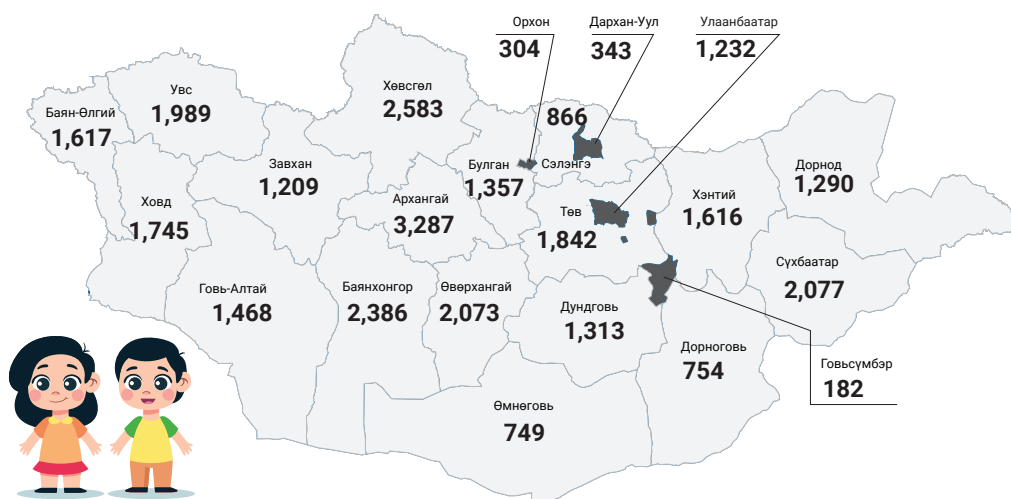 Орхон
304
Дархан-Уул
343
Улаанбаатар
1,232
Увс
1,989
Хөвсгөл
2,583
Баян-Өлгий
1,617
866
Сэлэнгэ
Завхан
1,209
Булган
1,357
Дорнод
1,290
Ховд
1,745
Архангай
3,287
Төв
1,842
Хэнтий
1,616
Сүхбаатар
2,077
Говь-Алтай
1,468
Баянхонгор
2,386
Өвөрхангай
2,073
Дундговь
1,313
Дорноговь
754
Говьсүмбэр
182
Өмнөговь
749